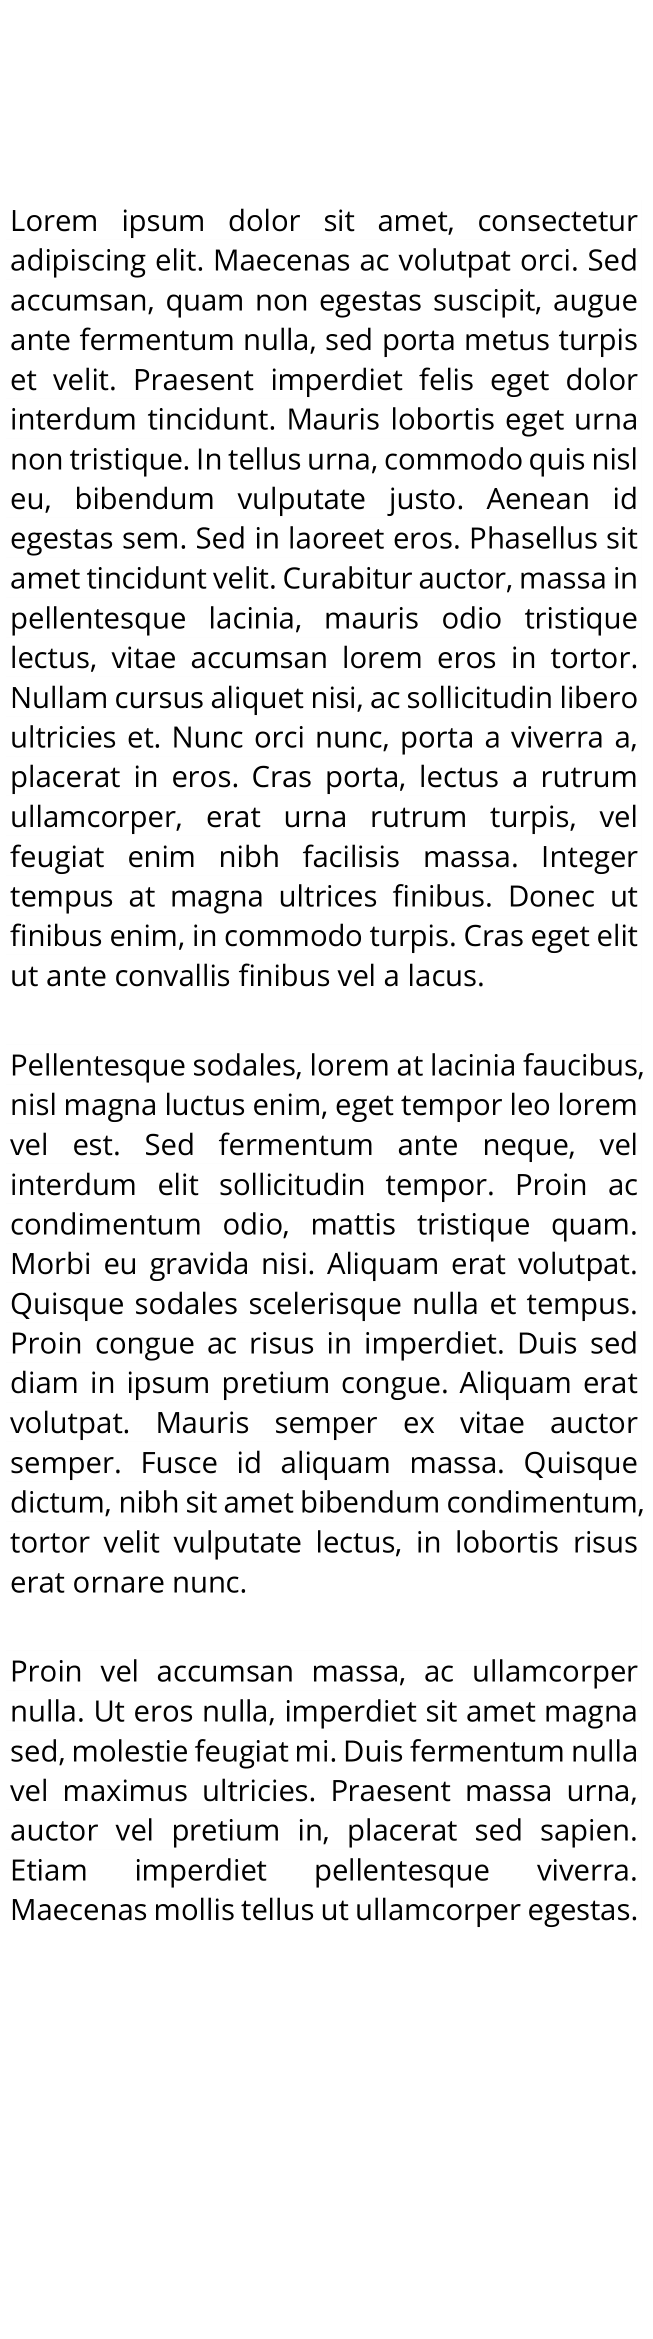 Lorem ipsum dolor sit amet, consectetur
adipiscing elit. Maecenas ac volutpat orci. Sed
accumsan, quam non egestas suscipit, augue
ante fermentum nulla, sed porta metus turpis
et velit. Praesent imperdiet felis eget dolor
interdum tincidunt. Mauris lobortis eget urna
non tristique. In tellus urna, commodo quis nisl
eu, bibendum vulputate justo. Aenean id
egestas sem. Sed in laoreet eros. Phasellus sit
amet tincidunt velit. Curabitur auctor, massa in
pellentesque lacinia, mauris odio tristique
lectus, vitae accumsan lorem eros in tortor.
Nullam cursus aliquet nisi, ac sollicitudin libero
ultricies et. Nunc orci nunc, porta a viverra a,
placerat in eros. Cras porta, lectus a rutrum
ullamcorper, erat urna rutrum turpis, vel
feugiat enim nibh facilisis massa. Integer
tempus at magna ultrices finibus. Donec ut
finibus enim, in commodo turpis. Cras eget elit
ut ante convallis finibus vel a lacus.

Pellentesque sodales, lorem at lacinia faucibus,
nisl magna luctus enim, eget tempor leo lorem
vel est. Sed fermentum ante neque, vel
interdum elit sollicitudin tempor. Proin ac
condimentum odio, mattis tristique quam.
Morbi eu gravida nisi. Aliquam erat volutpat.
Quisque sodales scelerisque nulla et tempus.
Proin congue ac risus in imperdiet. Duis sed
diam in ipsum pretium congue. Aliquam erat
volutpat. Mauris semper ex vitae auctor
semper. Fusce id aliquam massa. Quisque
dictum, nibh sit amet bibendum condimentum,
tortor velit vulputate lectus, in lobortis risus
erat ornare nunc.

Proin vel accumsan massa, ac ullamcorper
nulla. Ut eros nulla, imperdiet sit amet magna
sed, molestie feugiat mi. Duis fermentum nulla
vel maximus ultricies. Praesent massa urna,
auctor vel pretium in, placerat sed sapien.
Etiam imperdiet pellentesque viverra.
Maecenas mollis tellus ut ullamcorper egestas.